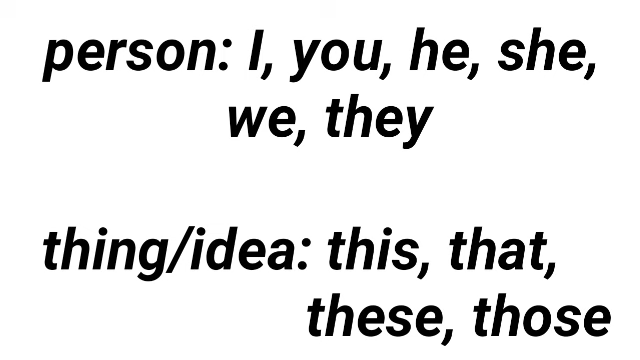 person: I, you, he, she,
we, they
thing/idea: this, that,
these, those